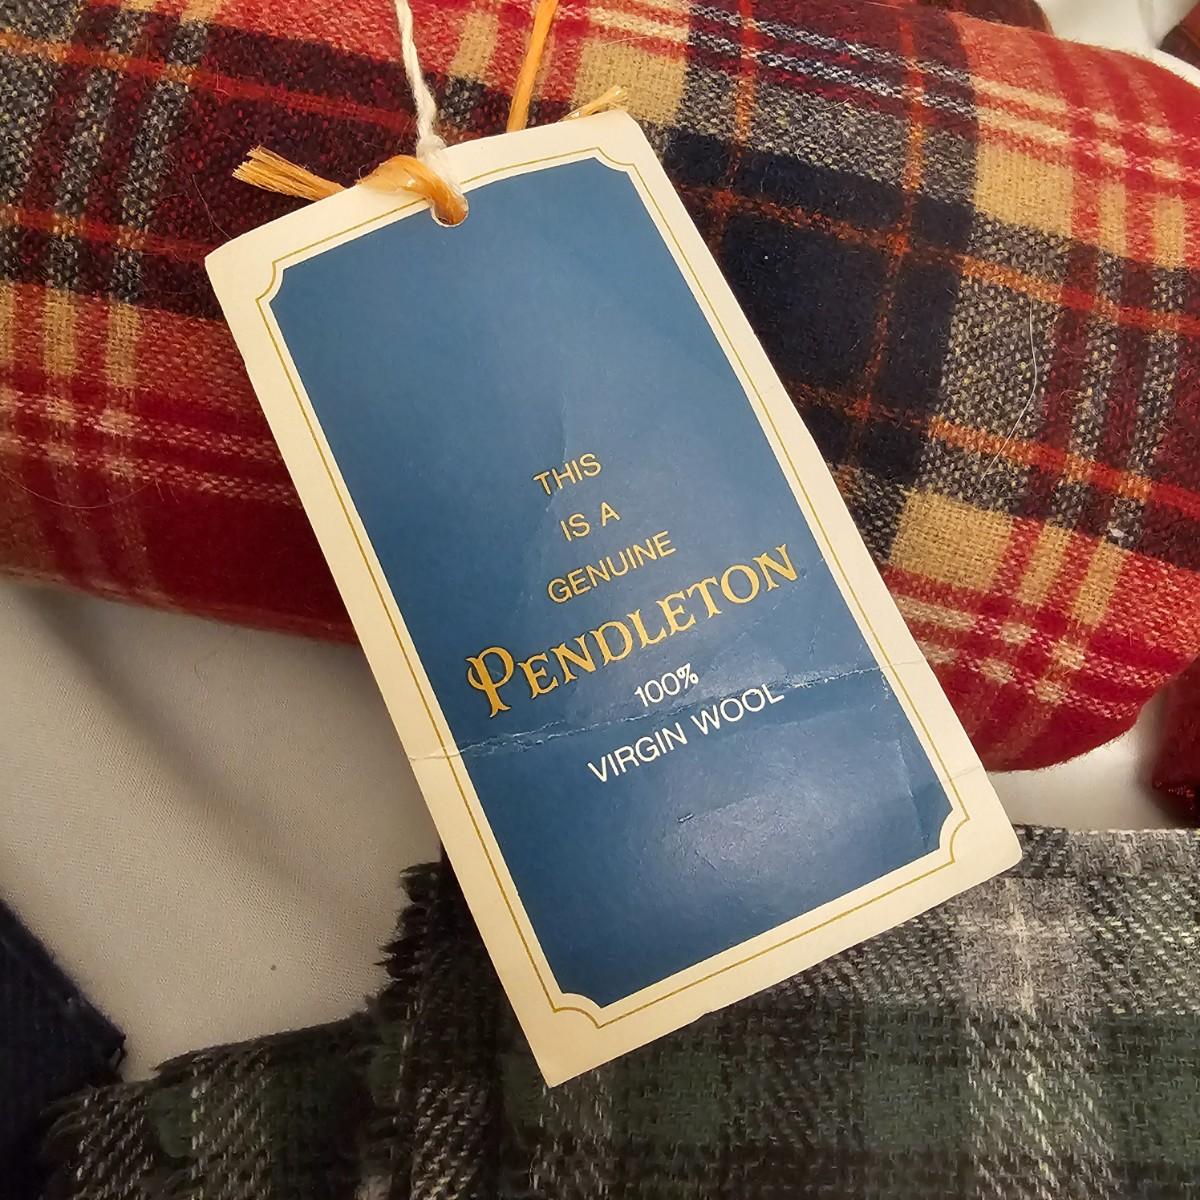 THIS
IS A
GENUINE
PENDLETON
100%
VIRGIN WOOL